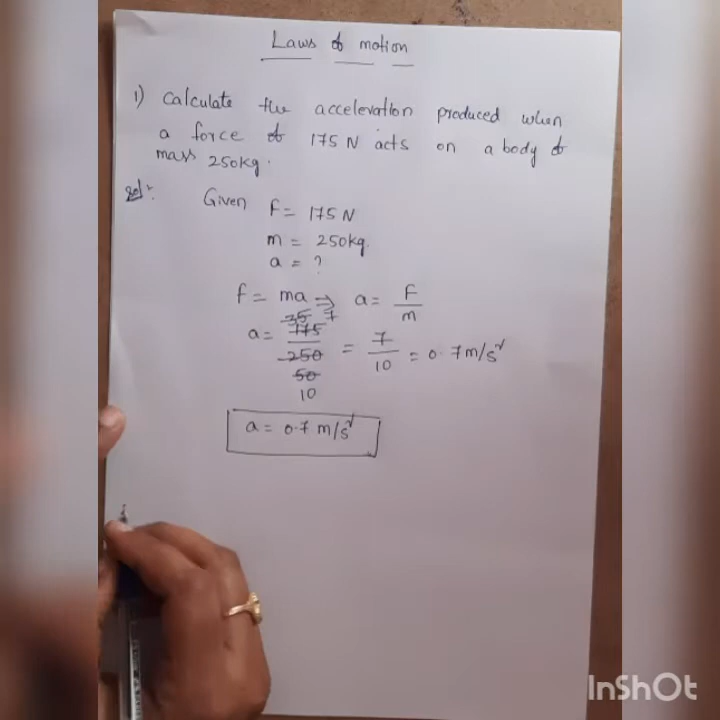 Laws of motion
1) Calculate the acceleration produced when
a force of 175 N acts on a body of
mass 250kg.
Sol:
Given F = 175 N
m = 250kg.
a = ?
F = ma ⇒ a = F/m
35 7
a = 175/250 = 7/10 = 0.7m/s²
50
10
a = 0.7 m/s²
InShOt